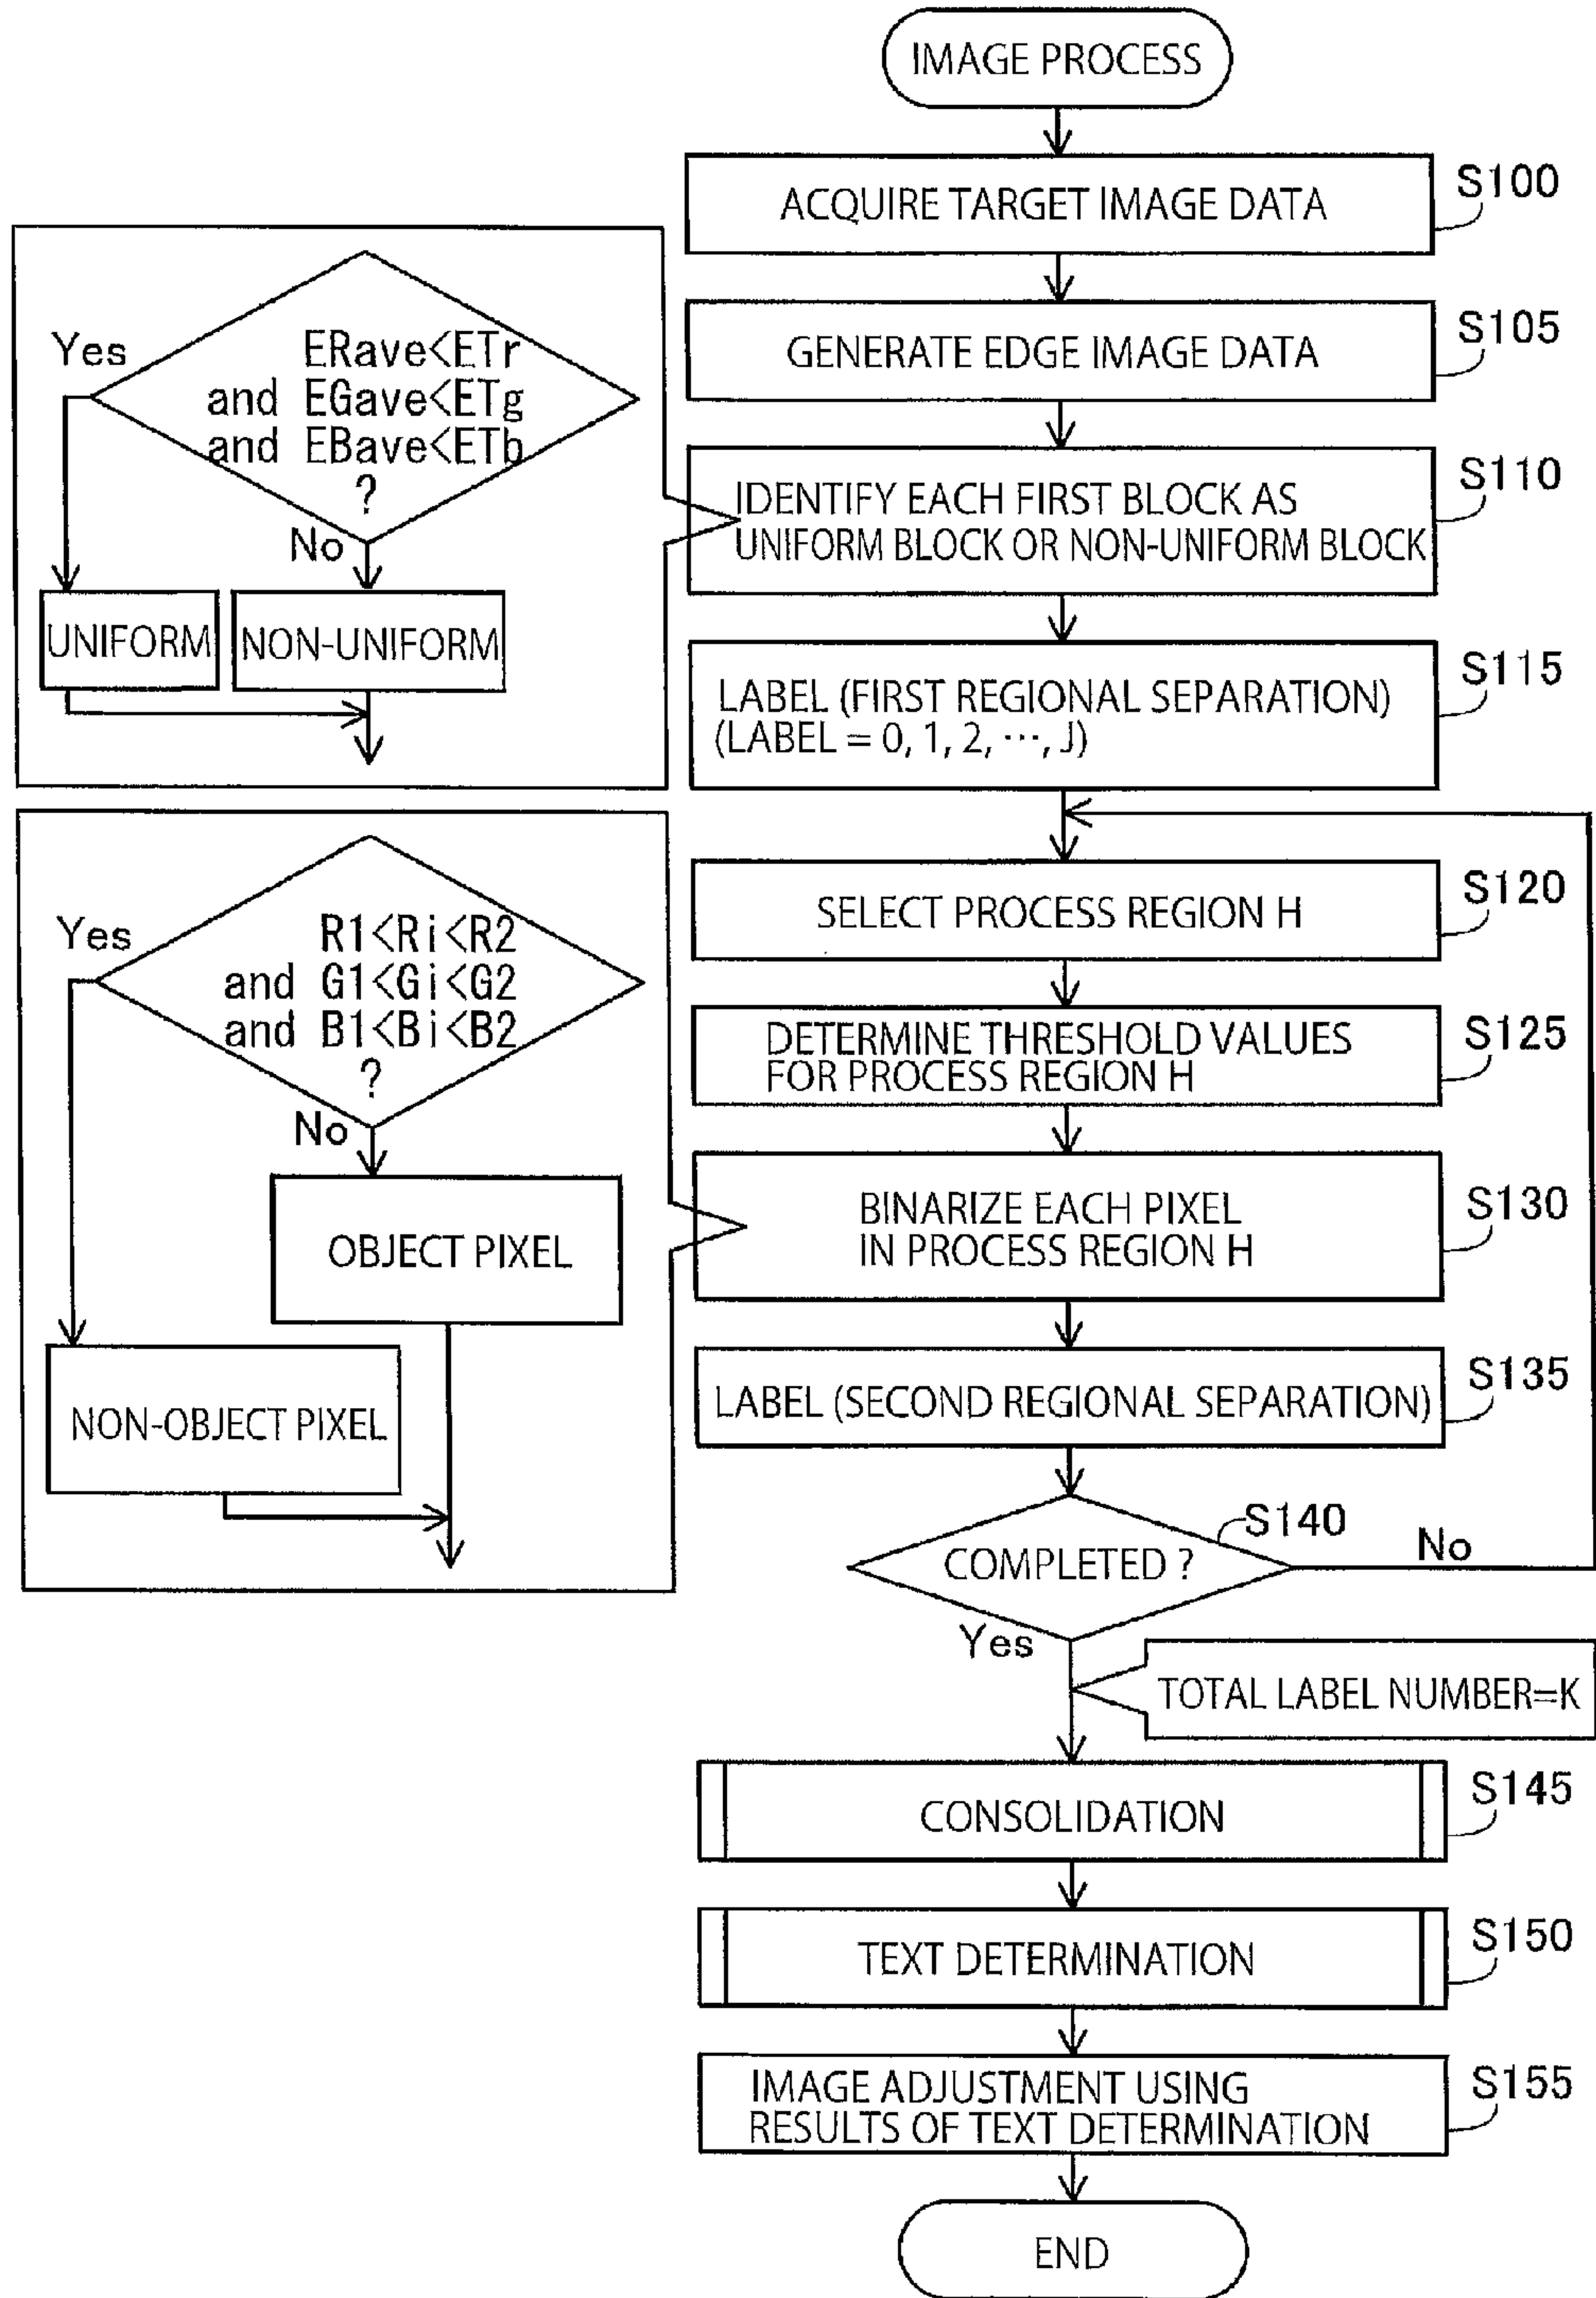 IMAGE PROCESS
ACQUIRE TARGET IMAGE DATA
S100
GENERATE EDGE IMAGE DATA
S105
IDENTIFY EACH FIRST BLOCK AS
UNIFORM BLOCK OR NON-UNIFORM BLOCK
S110
Yes
ERave<ETr
and EGave<ETg
and EBave<ETb
?
No
UNIFORM
NON-UNIFORM
LABEL (FIRST REGIONAL SEPARATION)
(LABEL = 0, 1, 2, ···, J)
S115
SELECT PROCESS REGION H
S120
DETERMINE THRESHOLD VALUES
FOR PROCESS REGION H
S125
BINARIZE EACH PIXEL
IN PROCESS REGION H
S130
Yes
R1<Ri<R2
and G1<Gi<G2
and B1<Bi<B2
?
No
OBJECT PIXEL
NON-OBJECT PIXEL
LABEL (SECOND REGIONAL SEPARATION)
S135
COMPLETED ?
S140
No
Yes
TOTAL LABEL NUMBER=K
CONSOLIDATION
S145
TEXT DETERMINATION
S150
IMAGE ADJUSTMENT USING
RESULTS OF TEXT DETERMINATION
S155
END